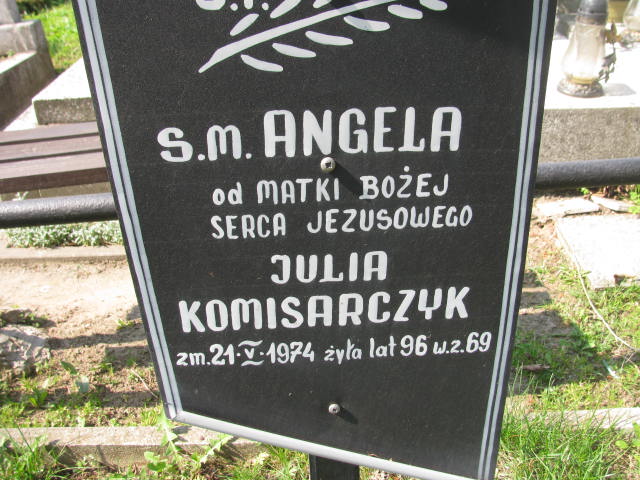 Ś.P.
S.M. ANGELA
od MATKI BOŻEJ
SERCA JEZUSOWEGO
JULIA
KOMISARCZYK
zm. 21·V·1974 żyła lat 96 w.z. 69